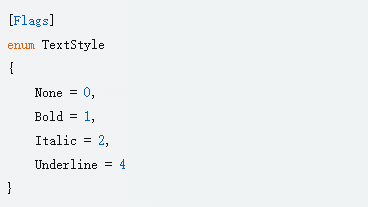 [Flags]
enum TextStyle
{
    None = 0,
    Bold = 1,
    Italic = 2,
    Underline = 4
}